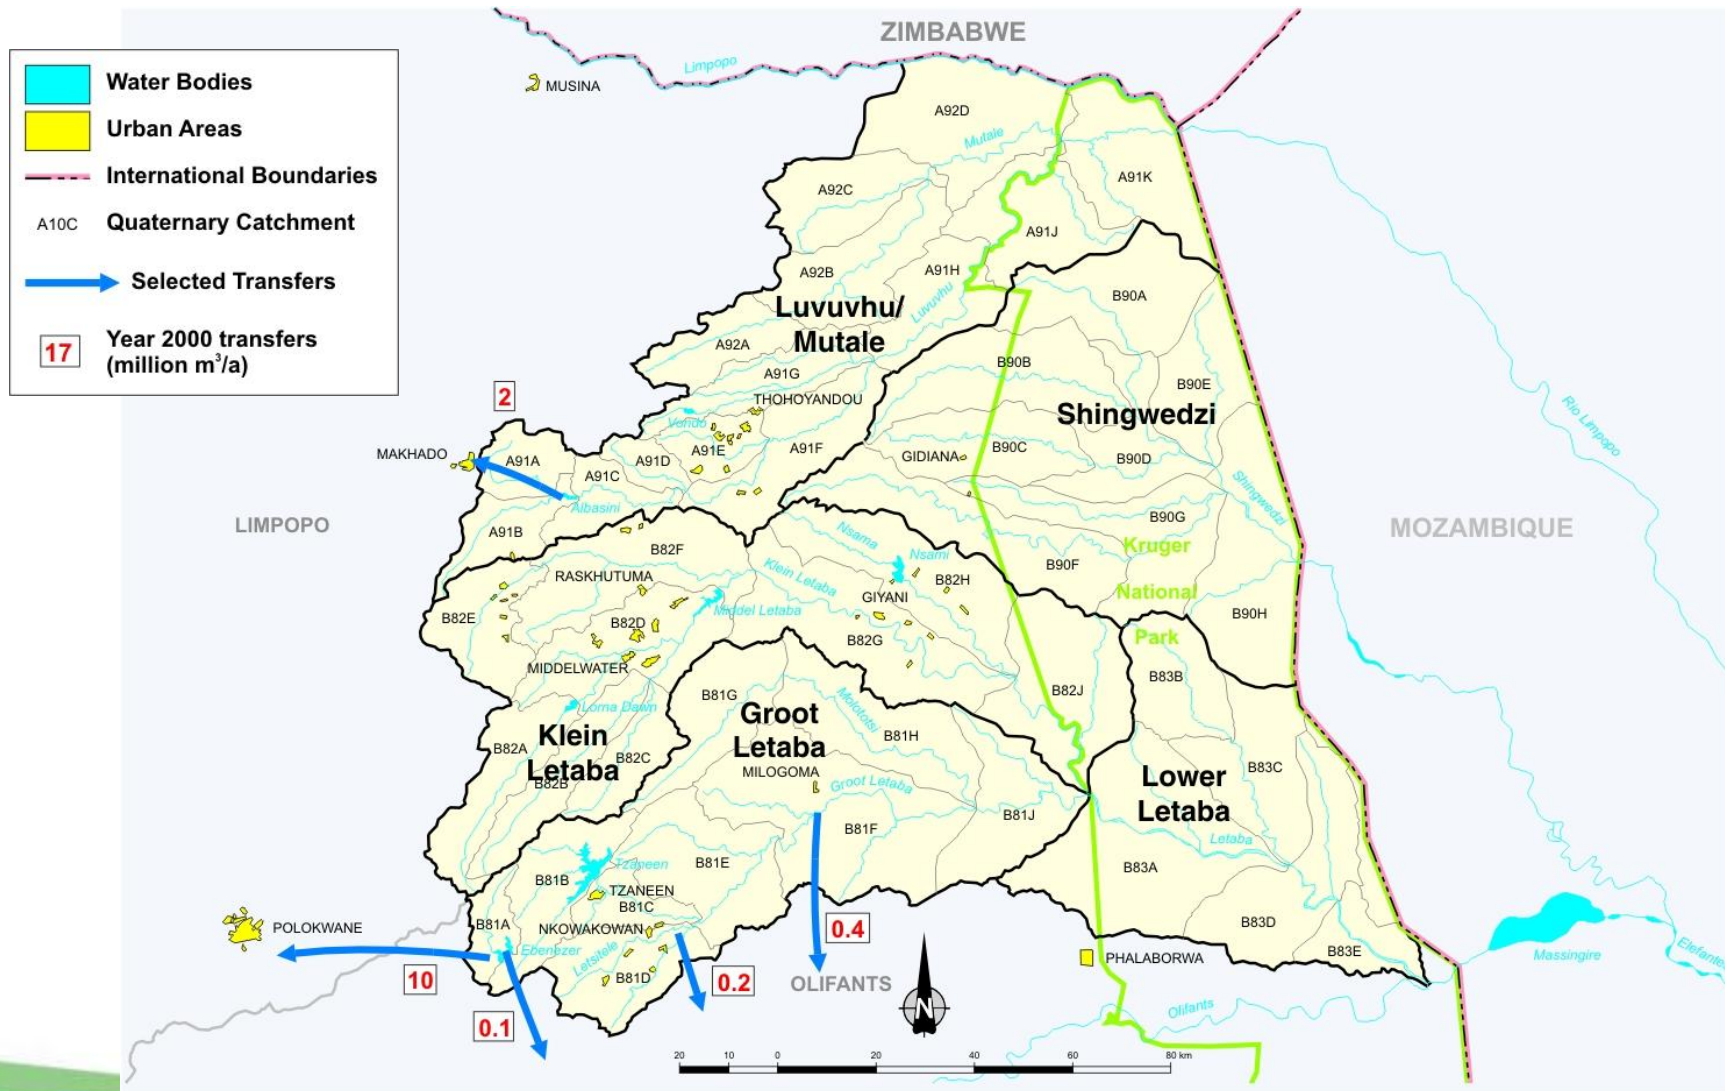 Water Bodies
Urban Areas
International Boundaries
A10C Quaternary Catchment
Selected Transfers
17 Year 2000 transfers
(million m³/a)
ZIMBABWE
Limpopo
MUSINA
A92D
Mutale
A92C
A91K
A91J
A92B
A91H
B90A
Luvuvhu
Luvuvhu/
Mutale
A92A
A91G
B90B
B90E
THOHOYANDOU
Shingwedzi
2
Vondo
Rio Limpopo
MAKHADO
A91A
A91C
A91D
A91E
A91F
GIDIANA
B90C
B90D
Shingwedzi
Albasini
LIMPOPO
MOZAMBIQUE
A91B
B90G
Nsama
Nsami
Kruger
National
Park
B82F
RASKHUTUMA
Klein Letaba
B82H
B90F
GIYANI
Middel Letaba
B82E
B82D
B82G
B90H
MIDDELWATER
B81G
B82J
B83B
Lorna Dawn
Molototsi
Groot
Letaba
Klein
Letaba
B82A
B82C
B82B
B81H
MILOGOMA
Groot Letaba
B83C
Lower
Letaba
B81J
B81F
Letaba
Tzaneen
B81E
B81B
TZANEEN
B81C
B83A
B81A
NKOWAKOWAN
POLOKWANE
Ebenezer
Letsitele
B81D
0.4
B83D
B83E
PHALABORWA
Massingire
Elefantes
10
0.2
0.1
OLIFANTS
Olifants
N
20 10 0 20 40 60 80 km